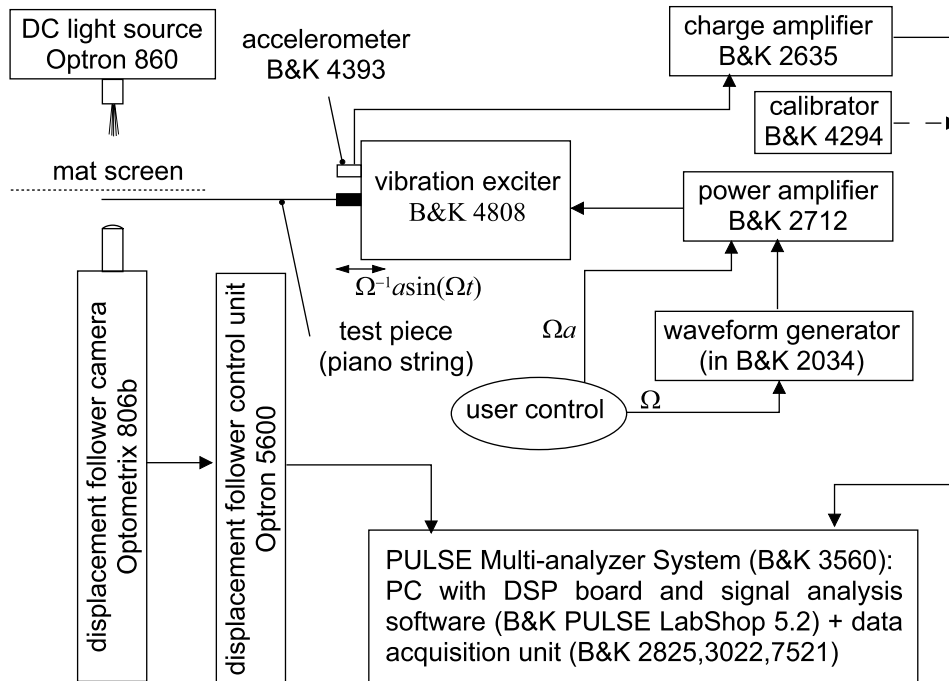 DC light source
Optron 860
accelerometer
B&K 4393
charge amplifier
B&K 2635
calibrator
B&K 4294
mat screen
vibration exciter
B&K 4808
power amplifier
B&K 2712
Ω⁻¹asin(Ωt)
test piece
(piano string)
Ωa
waveform generator
(in B&K 2034)
user control
Ω
displacement follower camera
Optometrix 806b
displacement follower control unit
Optron 5600
PULSE Multi-analyzer System (B&K 3560):
PC with DSP board and signal analysis
software (B&K PULSE LabShop 5.2) + data
acquisition unit (B&K 2825,3022,7521)